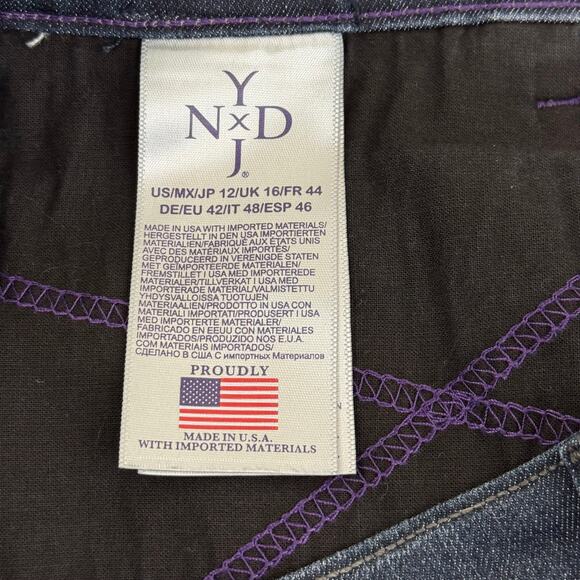 Y
N x D
J®
US/MX/JP 12/UK 16/FR 44
DE/EU 42/IT 48/ESP 46
MADE IN USA WITH IMPORTED MATERIALS/
HERGESTELLT IN DEN USA IMPORTIERTEN
MATERIALIEN/FABRIQUÉ AUX ÉTATS UNIS
AVEC DES MATÉRIAUX IMPORTÉS/
GEPRODUCEERD IN VERENIGDE STATEN
MET GEÏMPORTEERDE MATERIAAL/
FREMSTILLET I USA MED IMPORTEREDE
MATERIALER/TILLVERKAT I USA MED
IMPORTERADE MATERIAL/VALMISTETTU
YHDYSVALLOISSA TUOTUJEN
MATERIAALIEN/PRODOTTO IN USA CON
MATERIALI IMPORTATI/PRODUSERT I USA
MED IMPORTERTE MATERIALER/
FABRICADO EN EEUU CON MATERIALES
IMPORTADOS/PRODUZIDO NOS E.U.A.
COM MATERIAIS IMPORTADOS/
СДЕЛАНО В США С импортных Материалов
PROUDLY
MADE IN U.S.A.
WITH IMPORTED MATERIALS